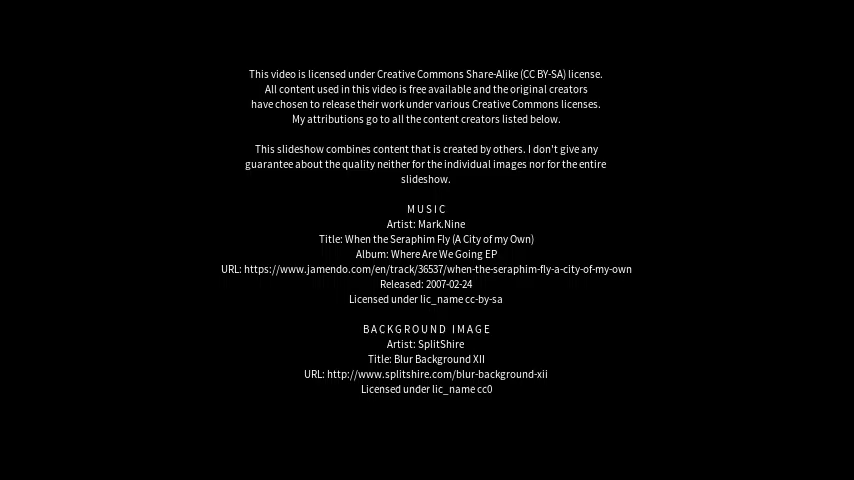 This video is licensed under Creative Commons Share-Alike (CC BY-SA) license.
All content used in this video is free available and the original creators
have chosen to release their work under various Creative Commons licenses.
My attributions go to all the content creators listed below.
This slideshow combines content that is created by others. I don't give any
guarantee about the quality neither for the individual images nor for the entire
slideshow.
MUSIC
Artist: Mark.Nine
Title: When the Seraphim Fly (A City of my Own)
Album: Where Are We Going EP
URL: https://www.jamendo.com/en/track/36537/when-the-seraphim-fly-a-city-of-my-own
Released: 2007-02-24
Licensed under lic_name cc-by-sa
BACKGROUND IMAGE
Artist: SplitShire
Title: Blur Background XII
URL: http://www.splitshire.com/blur-background-xii
Licensed under lic_name cc0